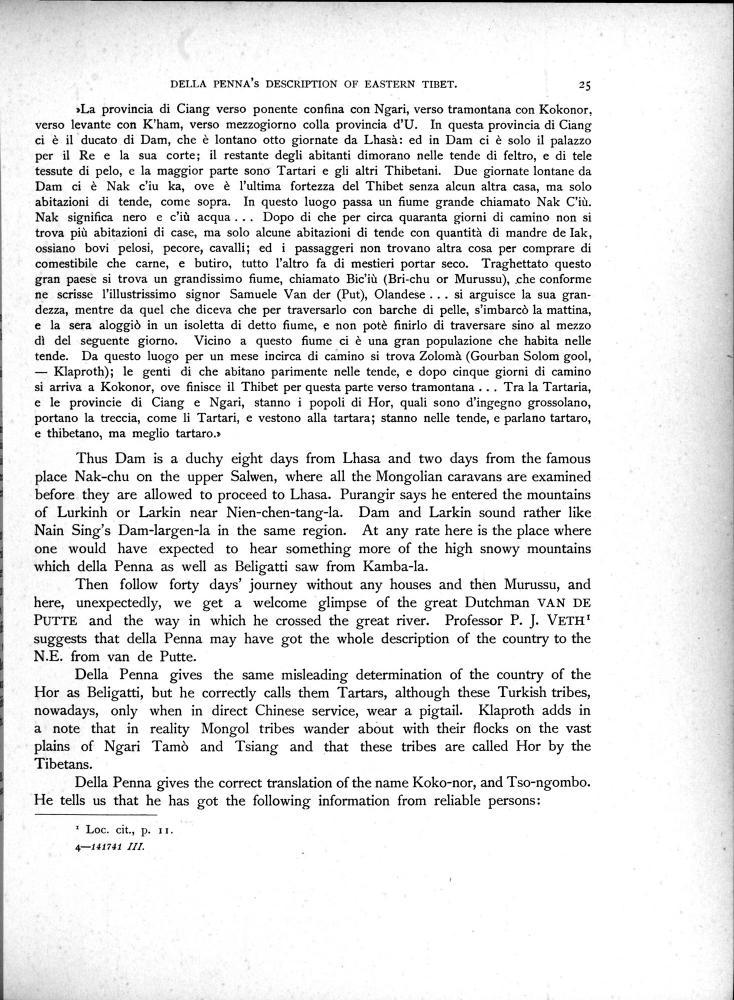 DELLA PENNA'S DESCRIPTION OF EASTERN TIBET. 25
»La provincia di Ciang verso ponente confina con Ngari, verso tramontana con Kokonor,
verso levante con K'ham, verso mezzogiorno colla provincia d'U. In questa provincia di Ciang
ci è il ducato di Dam, che è lontano otto giornate da Lhasà: ed in Dam ci è solo il palazzo
per il Re e la sua corte; il restante degli abitanti dimorano nelle tende di feltro, e di tele
tessute di pelo, e la maggior parte sono Tartari e gli altri Thibetani. Due giornate lontane da
Dam ci è Nak c'iu ka, ove è l'ultima fortezza del Thibet senza alcun altra casa, ma solo
abitazioni di tende, come sopra. In questo luogo passa un fiume grande chiamato Nak C'iù.
Nak significa nero e c'iù acqua . . . Dopo di che per circa quaranta giorni di camino non si
trova più abitazioni di case, ma solo alcune abitazioni di tende con quantità di mandre de Iak,
ossiano bovi pelosi, pecore, cavalli; ed i passaggeri non trovano altra cosa per comprare di
comestibile che carne, e butiro, tutto l'altro fa di mestieri portar seco. Traghettato questo
gran paese si trova un grandissimo fiume, chiamato Bic'iù (Bri-chu or Murussu), che conforme
ne scrisse l'illustrissimo signor Samuele Van der (Put), Olandese . . . si arguisce la sua gran-
dezza, mentre da quel che diceva che per traversarlo con barche di pelle, s'imbarcò la mattina,
e la sera aloggiò in un isoletta di detto fiume, e non potè finirlo di traversare sino al mezzo
dì del seguente giorno. Vicino a questo fiume ci è una gran populazione che habita nelle
tende. Da questo luogo per un mese incirca di camino si trova Zolomà (Gourban Solom gool,
— Klaproth); le genti di che abitano parimente nelle tende, e dopo cinque giorni di camino
si arriva a Kokonor, ove finisce il Thibet per questa parte verso tramontana . . . Tra la Tartaria,
e le provincie di Ciang e Ngari, stanno i popoli di Hor, quali sono d'ingegno grossolano,
portano la treccia, come li Tartari, e vestono alla tartara; stanno nelle tende, e parlano tartaro,
e thibetano, ma meglio tartaro.»
Thus Dam is a duchy eight days from Lhasa and two days from the famous
place Nak-chu on the upper Salwen, where all the Mongolian caravans are examined
before they are allowed to proceed to Lhasa. Purangir says he entered the mountains
of Lurkinh or Larkin near Nien-chen-tang-la. Dam and Larkin sound rather like
Nain Sing's Dam-largen-la in the same region. At any rate here is the place where
one would have expected to hear something more of the high snowy mountains
which della Penna as well as Beligatti saw from Kamba-la.
Then follow forty days' journey without any houses and then Murussu, and
here, unexpectedly, we get a welcome glimpse of the great Dutchman VAN DE
PUTTE and the way in which he crossed the great river. Professor P. J. VETH¹
suggests that della Penna may have got the whole description of the country to the
N.E. from van de Putte.
Della Penna gives the same misleading determination of the country of the
Hor as Beligatti, but he correctly calls them Tartars, although these Turkish tribes,
nowadays, only when in direct Chinese service, wear a pigtail. Klaproth adds in
a note that in reality Mongol tribes wander about with their flocks on the vast
plains of Ngari Tamò and Tsiang and that these tribes are called Hor by the
Tibetans.
Della Penna gives the correct translation of the name Koko-nor, and Tso-ngombo.
He tells us that he has got the following information from reliable persons:
¹ Loc. cit., p. 11.
4—141741 III.